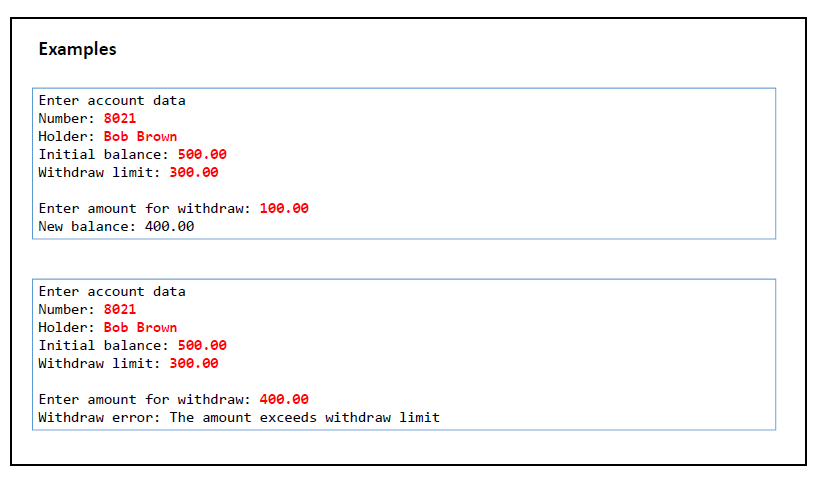 Examples
Enter account data
Number: 8021
Holder: Bob Brown
Initial balance: 500.00
Withdraw limit: 300.00
Enter amount for withdraw: 100.00
New balance: 400.00
Enter account data
Number: 8021
Holder: Bob Brown
Initial balance: 500.00
Withdraw limit: 300.00
Enter amount for withdraw: 400.00
Withdraw error: The amount exceeds withdraw limit